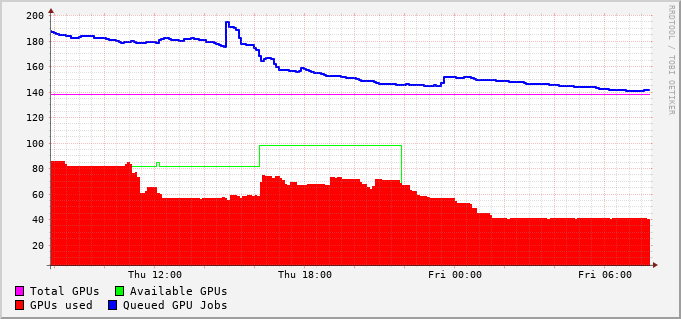 200
180
160
140
120
100
80
60
40
20
Thu 12:00 Thu 18:00 Fri 00:00 Fri 06:00
Total GPUs Available GPUs
GPUs used Queued GPU Jobs
RRDTOOL / TOBI OETIKER